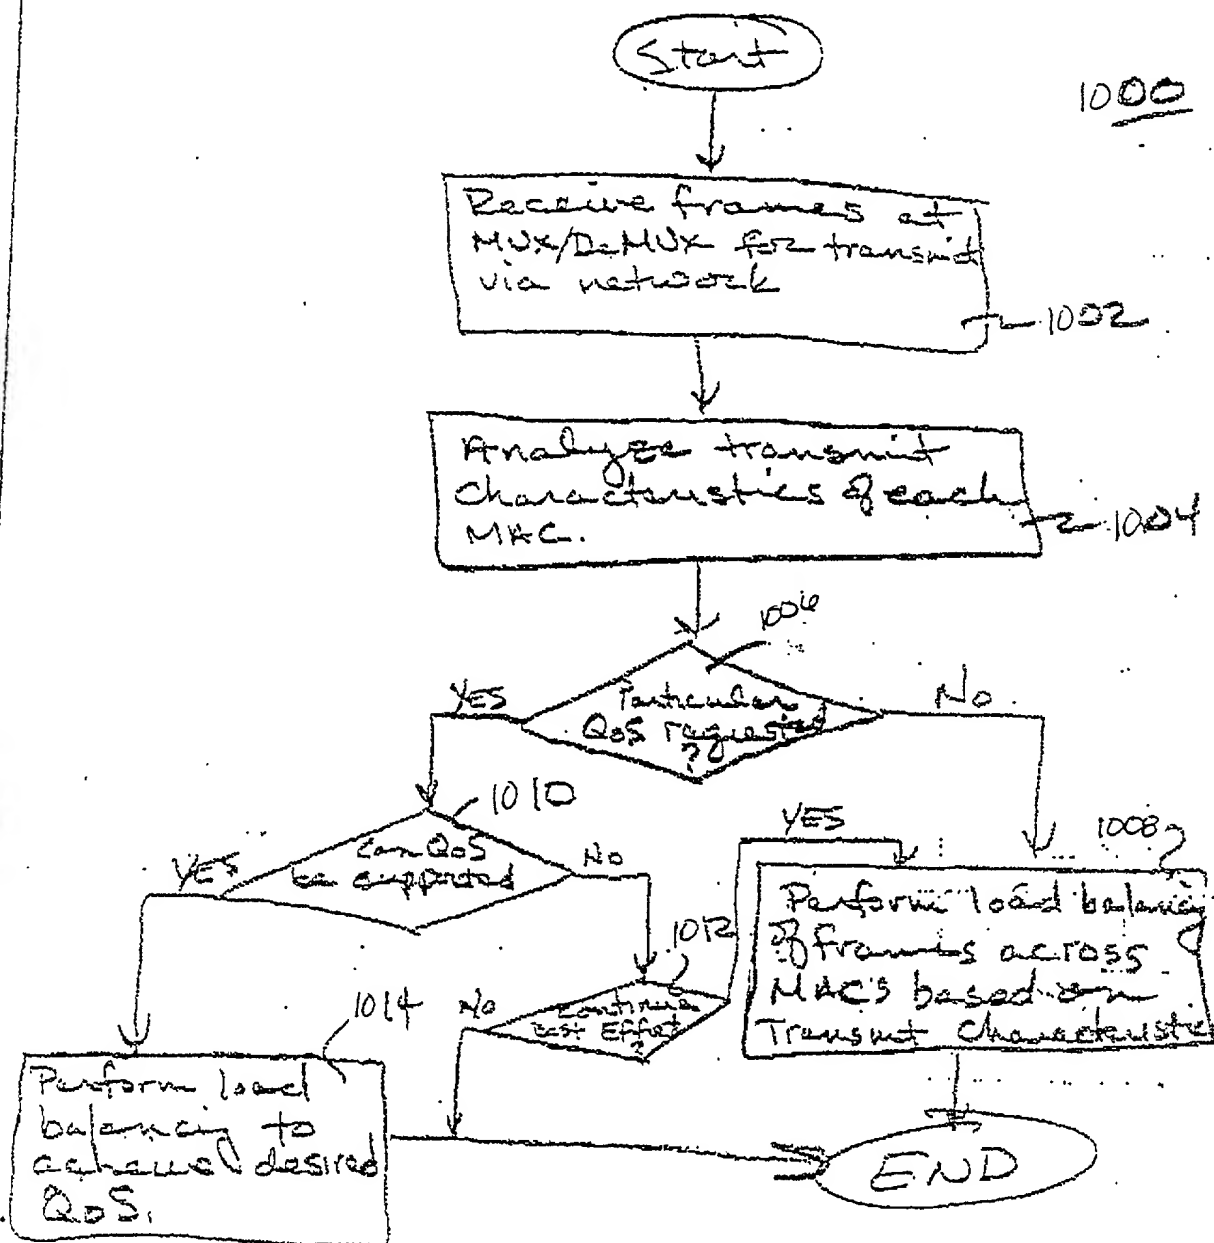 Start
1000
Receive frames at
MUX/DeMUX for transmit
via network
1002
Analyze transmit
characteristics of each
MAC.
1004
1006
Particular
QoS requested
?
YES
No
1010
Can QoS
be supported
YES
No
1012
Continue
Best Effort
?
No
YES
1008
Perform load balancing
of frames across
MAC's based on
Transmit Characteristic
1014
Perform load
balancing to
achieve desired
QoS.
END